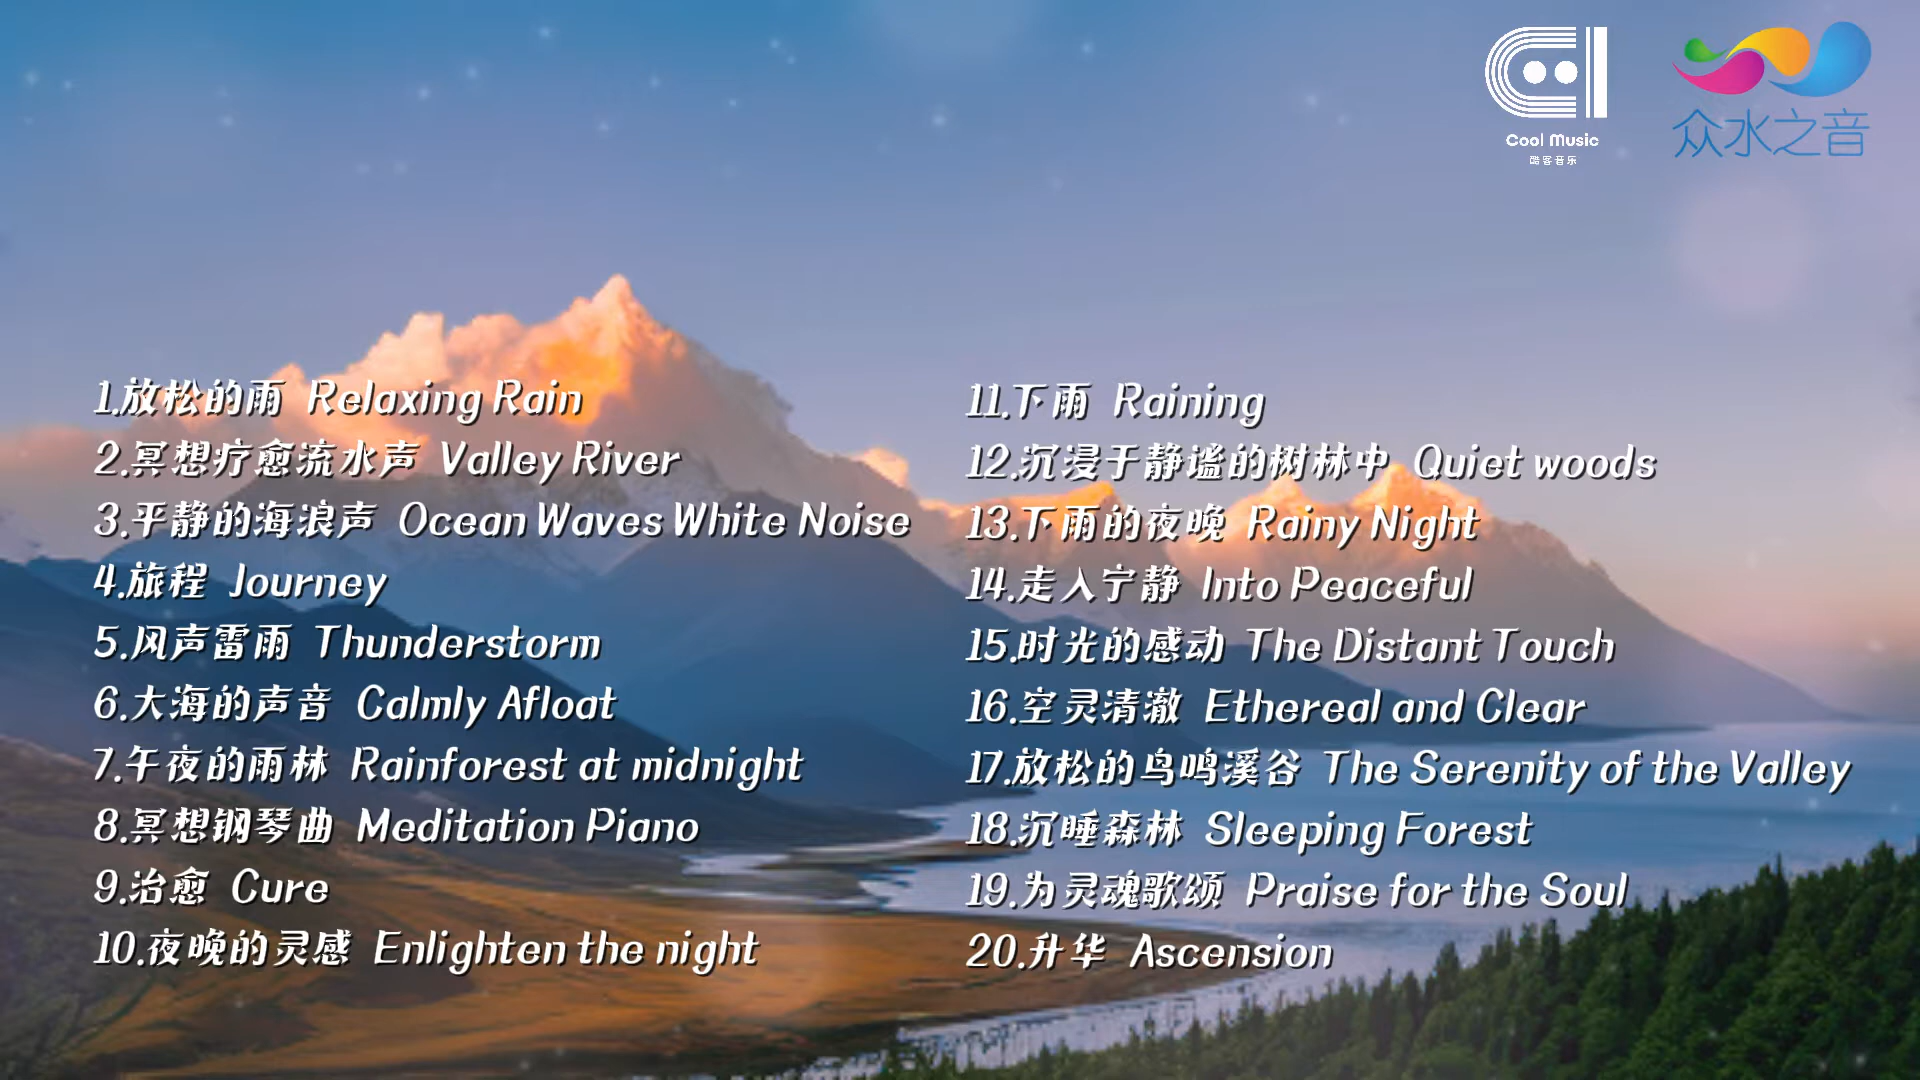 Cool Music
酷客音乐
众水之音
1.放松的雨 Relaxing Rain
2.冥想疗愈流水声 Valley River
3.平静的海浪声 Ocean Waves White Noise
4.旅程 Journey
5.风声雷雨 Thunderstorm
6.大海的声音 Calmly Afloat
7.午夜的雨林 Rainforest at midnight
8.冥想钢琴曲 Meditation Piano
9.治愈 Cure
10.夜晚的灵感 Enlighten the night
11.下雨 Raining
12.沉浸于静谧的树林中 Quiet woods
13.下雨的夜晚 Rainy Night
14.走入宁静 Into Peaceful
15.时光的感动 The Distant Touch
16.空灵清澈 Ethereal and Clear
17.放松的鸟鸣溪谷 The Serenity of the Valley
18.沉睡森林 Sleeping Forest
19.为灵魂歌颂 Praise for the Soul
20.升华 Ascension